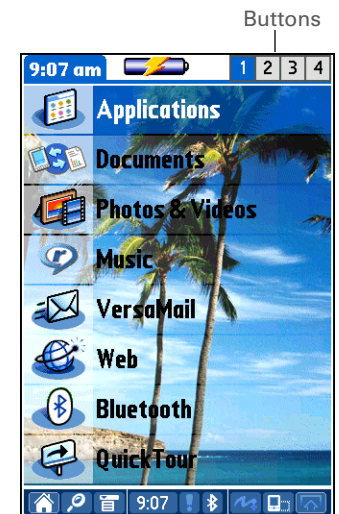 Buttons
9:07 am 1 2 3 4
Applications
Documents
Photos & Videos
Music
VersaMail
Web
Bluetooth
QuickTour
9:07